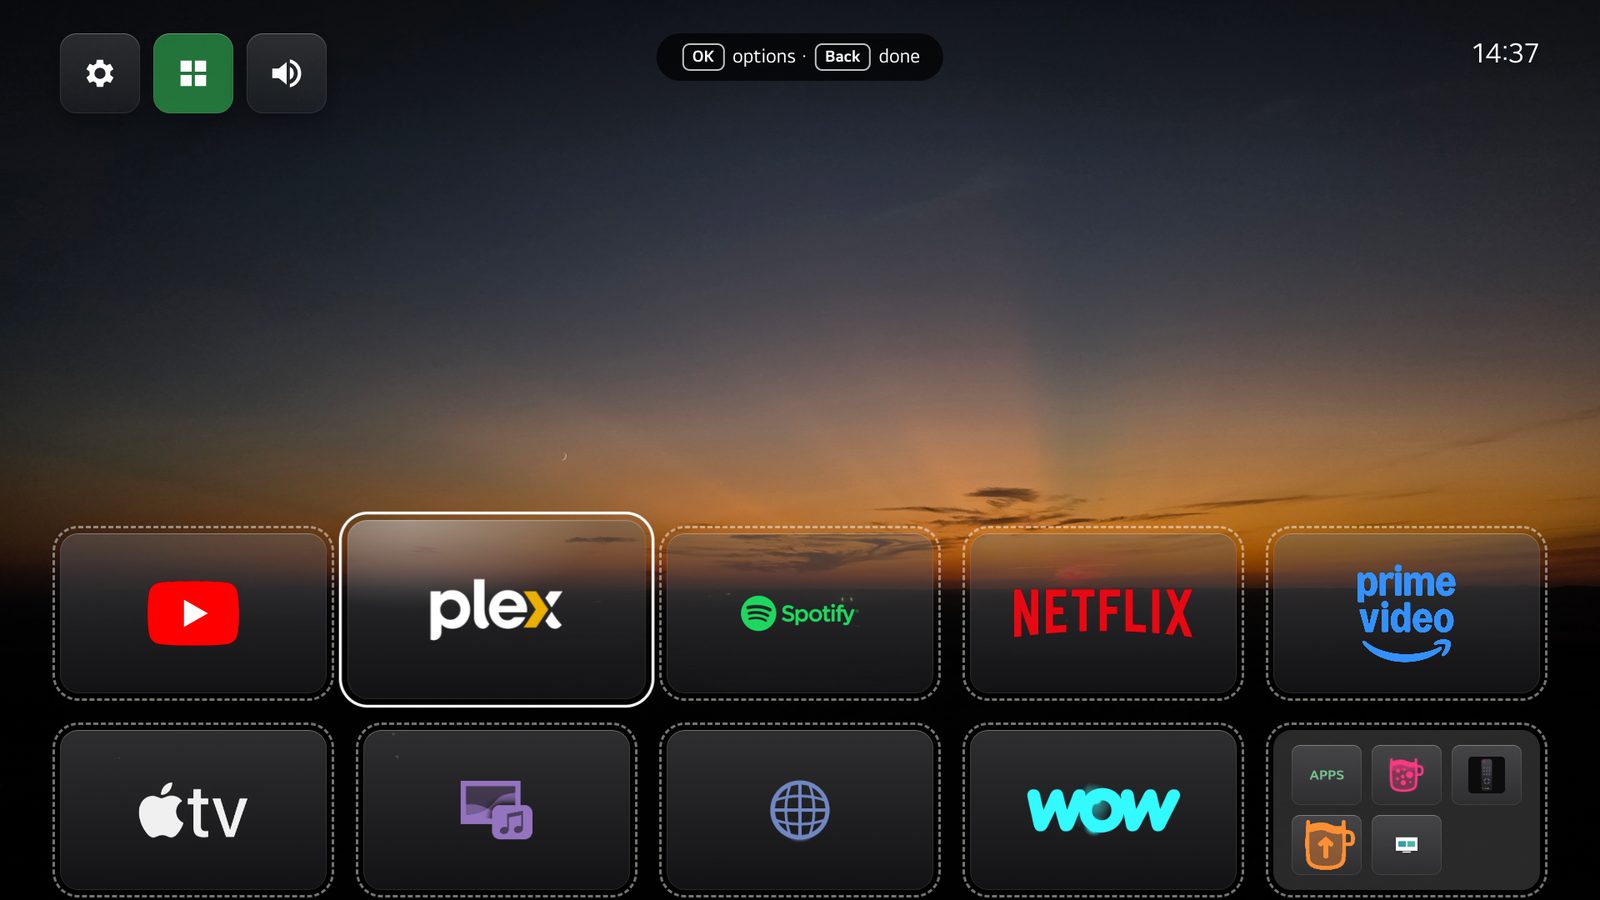 OK options · Back done
14:37
plex
Spotify
NETFLIX
prime video
tv
WOW
APPS